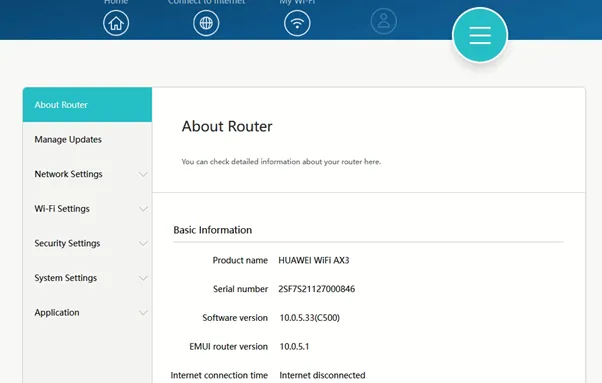 Home
Connect to Internet
My Wi-Fi
About Router
Manage Updates
Network Settings
Wi-Fi Settings
Security Settings
System Settings
Application
About Router
You can check detailed information about your router here.
Basic Information
Product name HUAWEI WiFi AX3
Serial number 2SF7S21127000846
Software version 10.0.5.33(C500)
EMUI router version 10.0.5.1
Internet connection time Internet disconnected